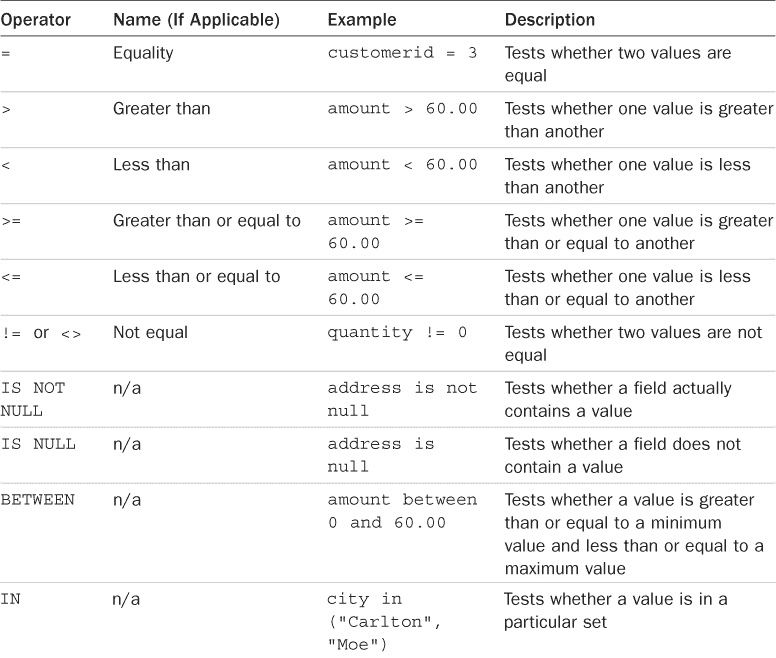 Operator Name (If Applicable) Example Description
= Equality customerid = 3 Tests whether two values are
equal
> Greater than amount > 60.00 Tests whether one value is greater
than another
< Less than amount < 60.00 Tests whether one value is less
than another
>= Greater than or equal to amount >= Tests whether one value is greater
60.00 than or equal to another
<= Less than or equal to amount <= Tests whether one value is less
60.00 than or equal to another
!= or <> Not equal quantity != 0 Tests whether two values are not
equal
IS NOT n/a address is not Tests whether a field actually
NULL null contains a value
IS NULL n/a address is Tests whether a field does not
null contain a value
BETWEEN n/a amount between Tests whether a value is greater
0 and 60.00 than or equal to a minimum
value and less than or equal to a
maximum value
IN n/a city in Tests whether a value is in a
("Carlton", particular set
"Moe")